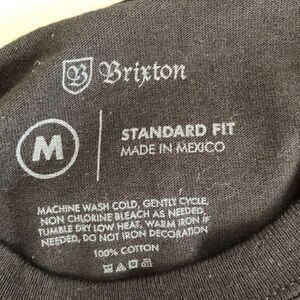 B Brixton
M
STANDARD FIT
MADE IN MEXICO
MACHINE WASH COLD, GENTLY CYCLE,
NON CHLORINE BLEACH AS NEEDED,
TUMBLE DRY LOW HEAT, WARM IRON IF
NEEDED, DO NOT IRON DECORATION
100% COTTON